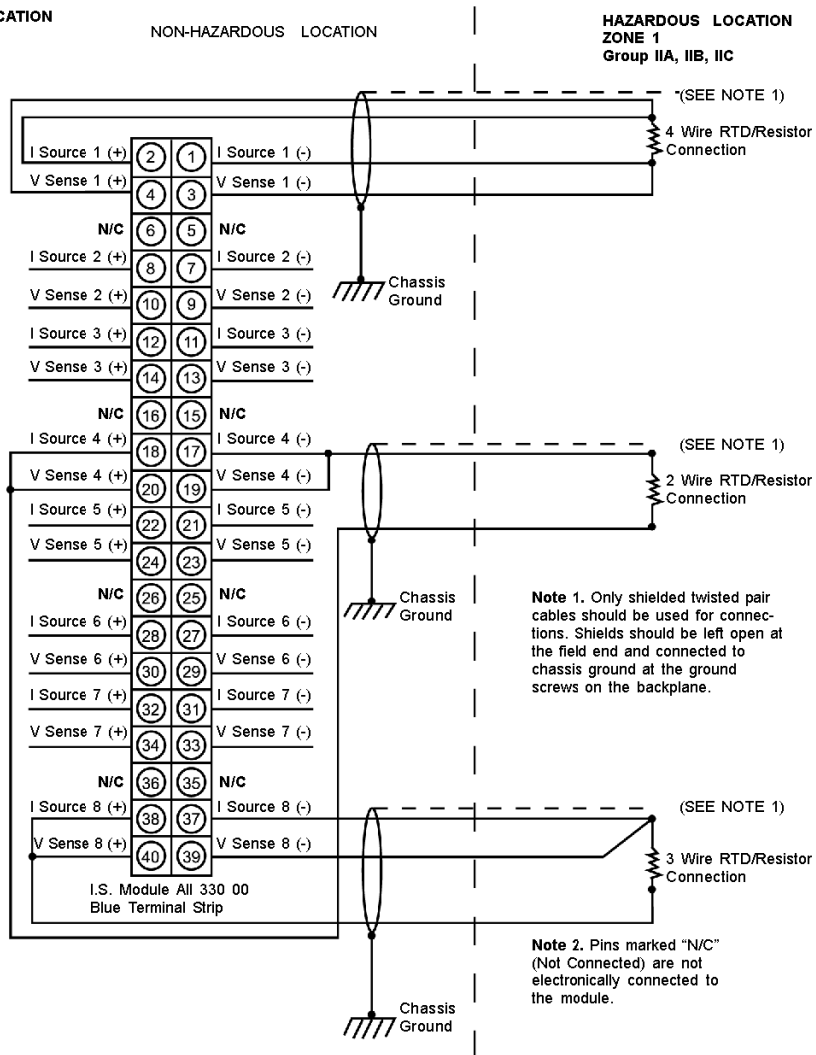 CATION
NON-HAZARDOUS LOCATION
HAZARDOUS LOCATION
ZONE 1
Group IIA, IIB, IIC
(SEE NOTE 1)
4 Wire RTD/Resistor
Connection
I Source 1 (+) 2 1 I Source 1 (-)
V Sense 1 (+) 4 3 V Sense 1 (-)
N/C 6 5 N/C
I Source 2 (+) 8 7 I Source 2 (-)
Chassis
Ground
V Sense 2 (+) 10 9 V Sense 2 (-)
I Source 3 (+) 12 11 I Source 3 (-)
V Sense 3 (+) 14 13 V Sense 3 (-)
N/C 16 15 N/C
I Source 4 (+) 18 17 I Source 4 (-)
(SEE NOTE 1)
V Sense 4 (+) 20 19 V Sense 4 (-)
2 Wire RTD/Resistor
Connection
I Source 5 (+) 22 21 I Source 5 (-)
V Sense 5 (+) 24 23 V Sense 5 (-)
N/C 26 25 N/C
Chassis
Ground
I Source 6 (+) 28 27 I Source 6 (-)
V Sense 6 (+) 30 29 V Sense 6 (-)
I Source 7 (+) 32 31 I Source 7 (-)
V Sense 7 (+) 34 33 V Sense 7 (-)
Note 1. Only shielded twisted pair
cables should be used for connec-
tions. Shields should be left open at
the field end and connected to
chassis ground at the ground
screws on the backplane.
N/C 36 35 N/C
I Source 8 (+) 38 37 I Source 8 (-)
(SEE NOTE 1)
V Sense 8 (+) 40 39 V Sense 8 (-)
3 Wire RTD/Resistor
Connection
I.S. Module All 330 00
Blue Terminal Strip
Note 2. Pins marked “N/C”
(Not Connected) are not
electronically connected to
the module.
Chassis
Ground